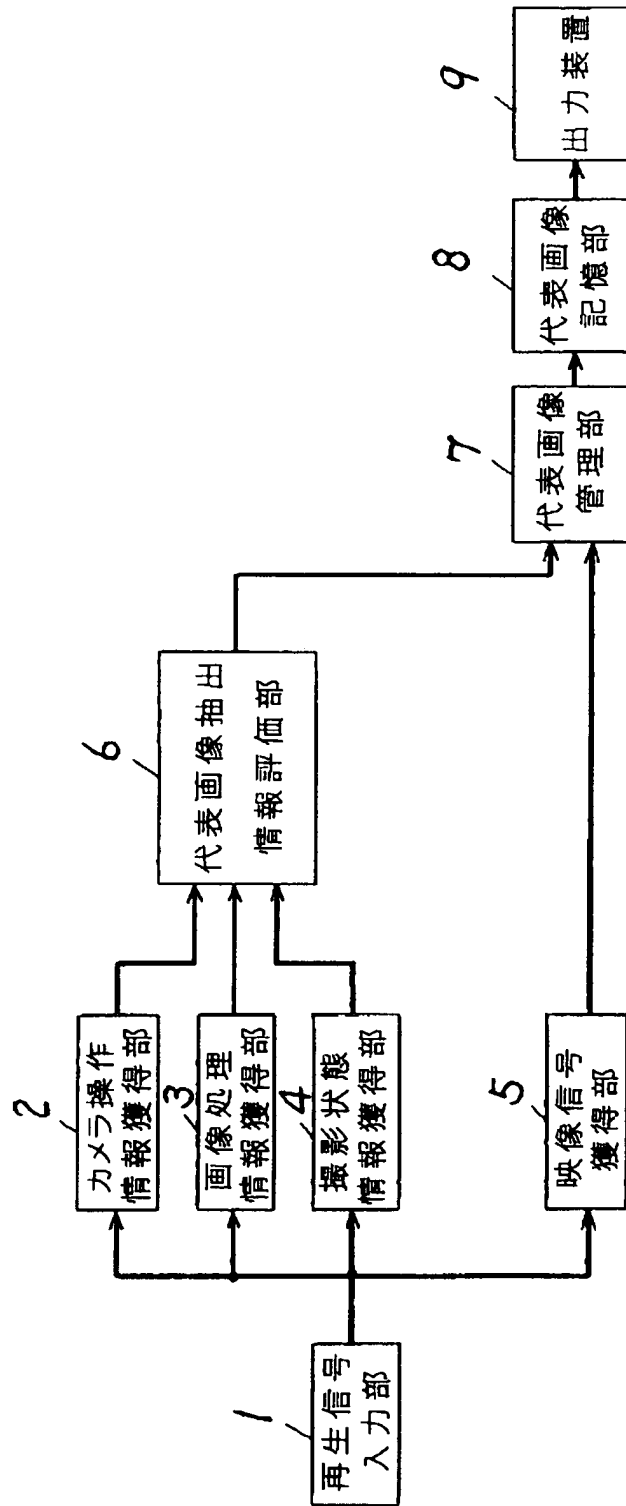 1
再生信号
入力部
2
カメラ操作
情報獲得部
3
画像処理
情報獲得部
4
撮影状態
情報獲得部
5
映像信号
獲得部
6
代表画像抽出
情報評価部
7
代表画像
管理部
8
代表画像
記憶部
9
出力装置